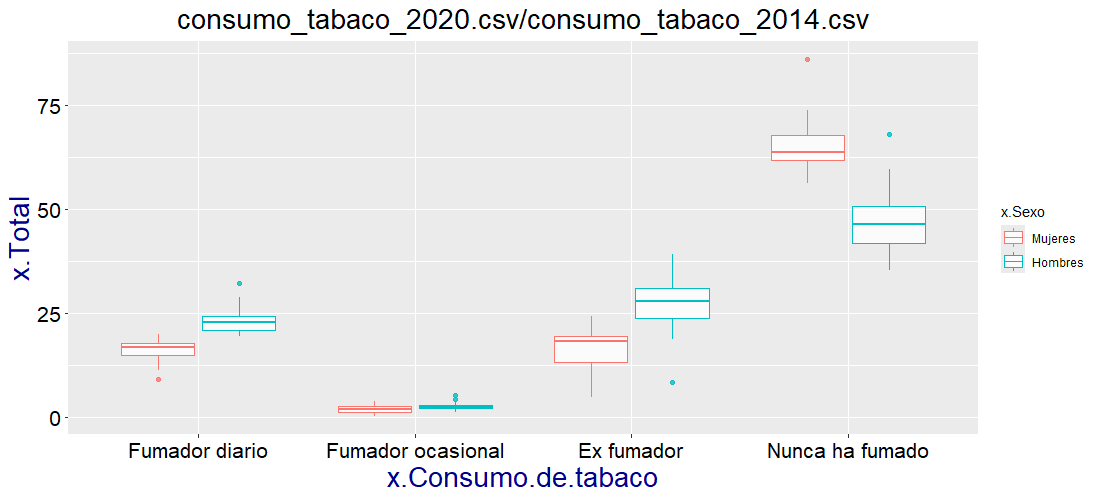 consumo_tabaco_2020.csv/consumo_tabaco_2014.csv
x.Total
75
50
25
0
Fumador diario
Fumador ocasional
Ex fumador
Nunca ha fumado
x.Consumo.de.tabaco
x.Sexo
Mujeres
Hombres